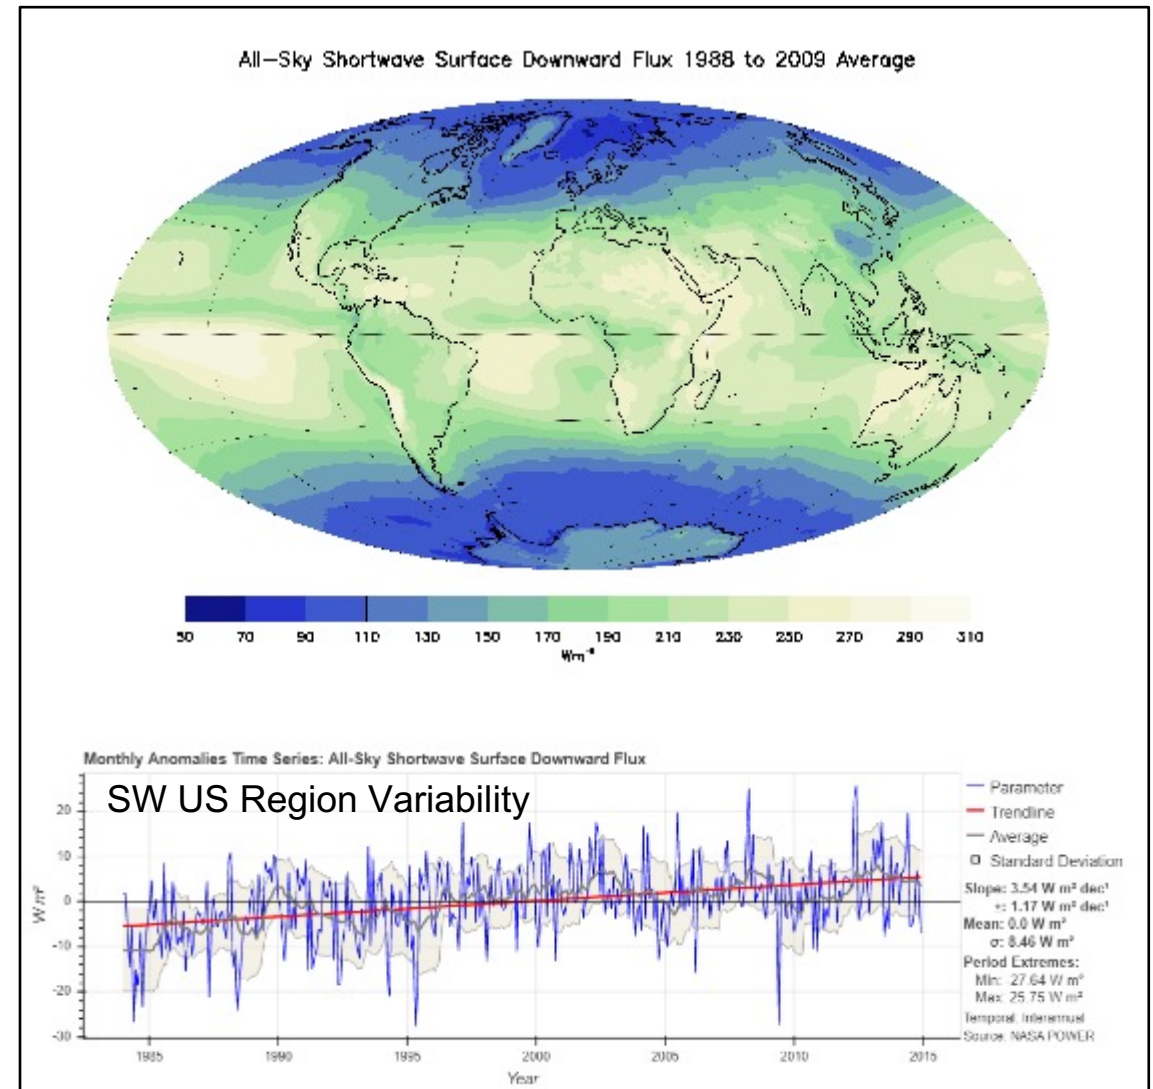 All-Sky Shortwave Surface Downward Flux 1988 to 2009 Average
50 70 90 110 130 150 170 190 210 230 250 270 290 310
Monthly Anomalies Time Series: All-Sky Shortwave Surface Downward Flux
SW US Region Variability
20
10
0
-10
-20
-30
W m²
1985 1990 1995 2000 2005 2010 2015
Year
Parameter
Trendline
Average
Standard Deviation
Slope: 3.54 W m² dec¹
±: 1.17 W m² dec¹
Mean: 0.0 W m²
σ: 8.46 W m²
Period Extremes:
Min: -27.64 W m²
Max: 25.75 W m²
Temporal: Interannual
Source: NASA POWER